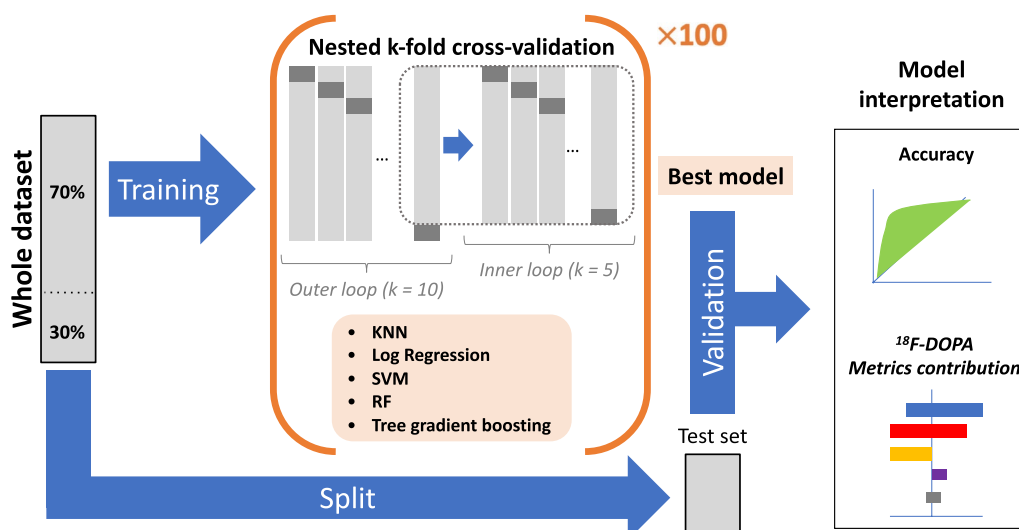 Nested k-fold cross-validation
×100
Whole dataset
70%
30%
Training
...
...
Outer loop (k = 10)
Inner loop (k = 5)
• KNN
• Log Regression
• SVM
• RF
• Tree gradient boosting
Best model
Validation
Test set
Split
Model
interpretation
Accuracy
¹⁸F-DOPA
Metrics contribution